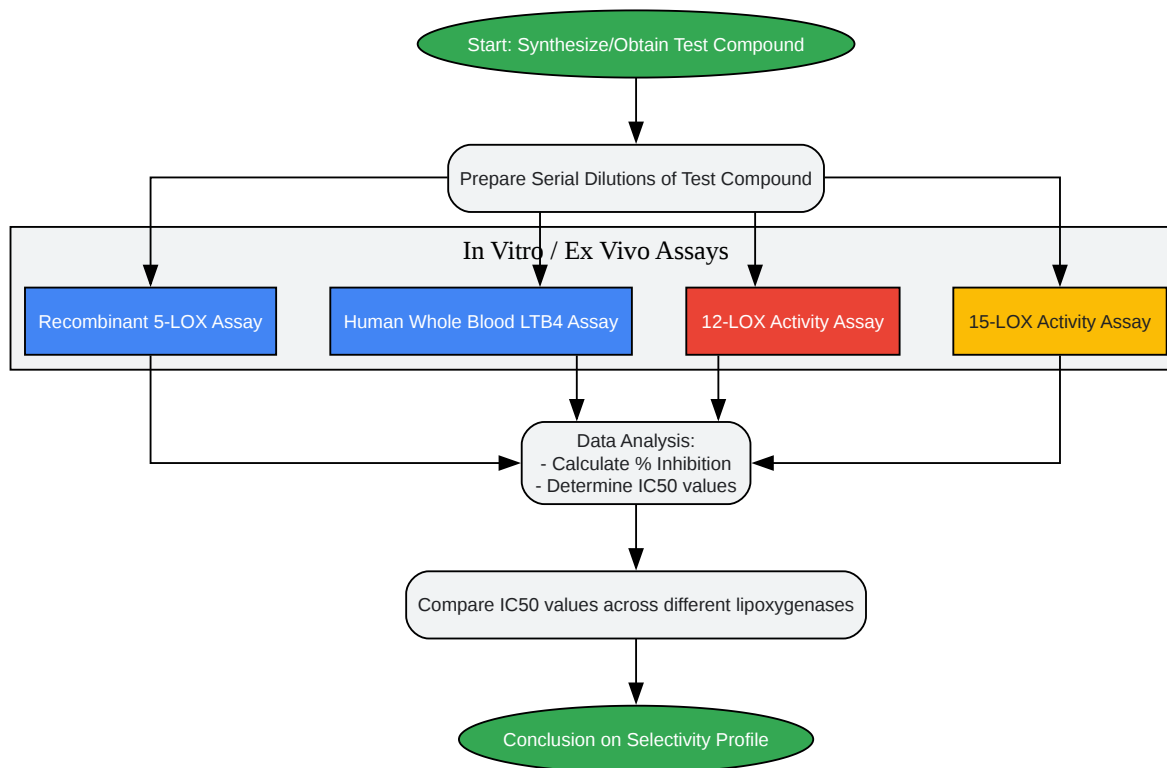 Start: Synthesize/Obtain Test Compound
Prepare Serial Dilutions of Test Compound
In Vitro / Ex Vivo Assays
Recombinant 5-LOX Assay
Human Whole Blood LTB4 Assay
12-LOX Activity Assay
15-LOX Activity Assay
Data Analysis:
- Calculate % Inhibition
- Determine IC50 values
Compare IC50 values across different lipoxygenases
Conclusion on Selectivity Profile